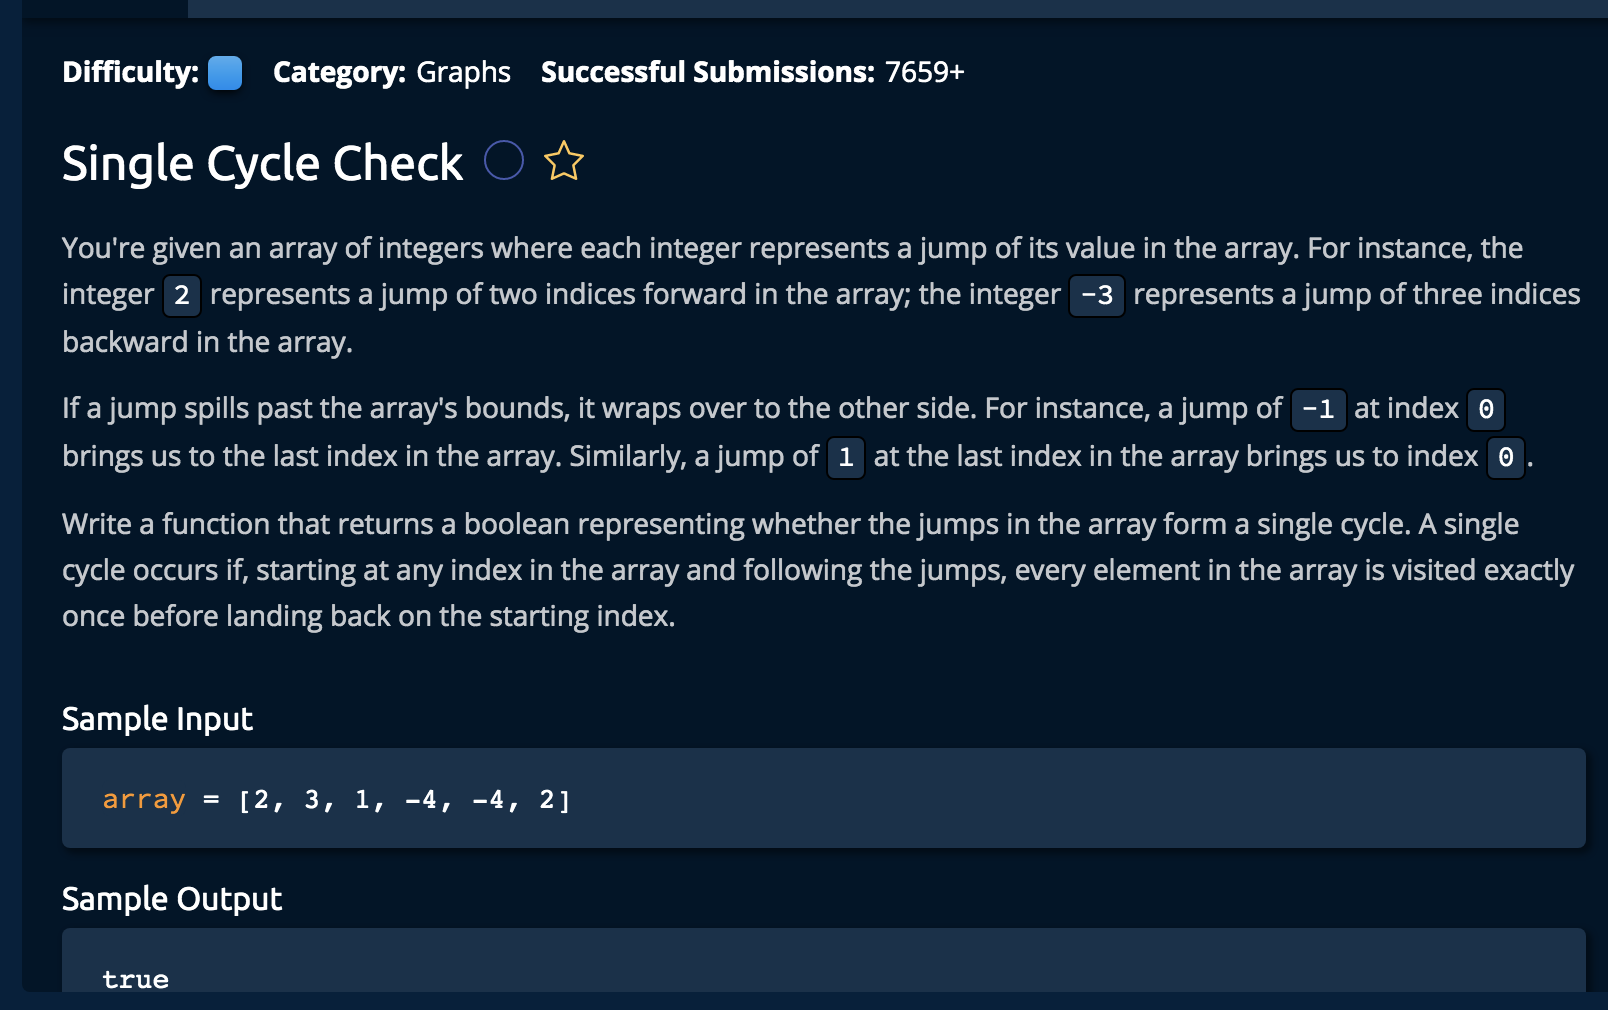 Difficulty: Category: Graphs Successful Submissions: 7659+
Single Cycle Check
You're given an array of integers where each integer represents a jump of its value in the array. For instance, the
integer 2 represents a jump of two indices forward in the array; the integer -3 represents a jump of three indices
backward in the array.
If a jump spills past the array's bounds, it wraps over to the other side. For instance, a jump of -1 at index 0
brings us to the last index in the array. Similarly, a jump of 1 at the last index in the array brings us to index 0.
Write a function that returns a boolean representing whether the jumps in the array form a single cycle. A single
cycle occurs if, starting at any index in the array and following the jumps, every element in the array is visited exactly
once before landing back on the starting index.
Sample Input
array = [2, 3, 1, -4, -4, 2]
Sample Output
true